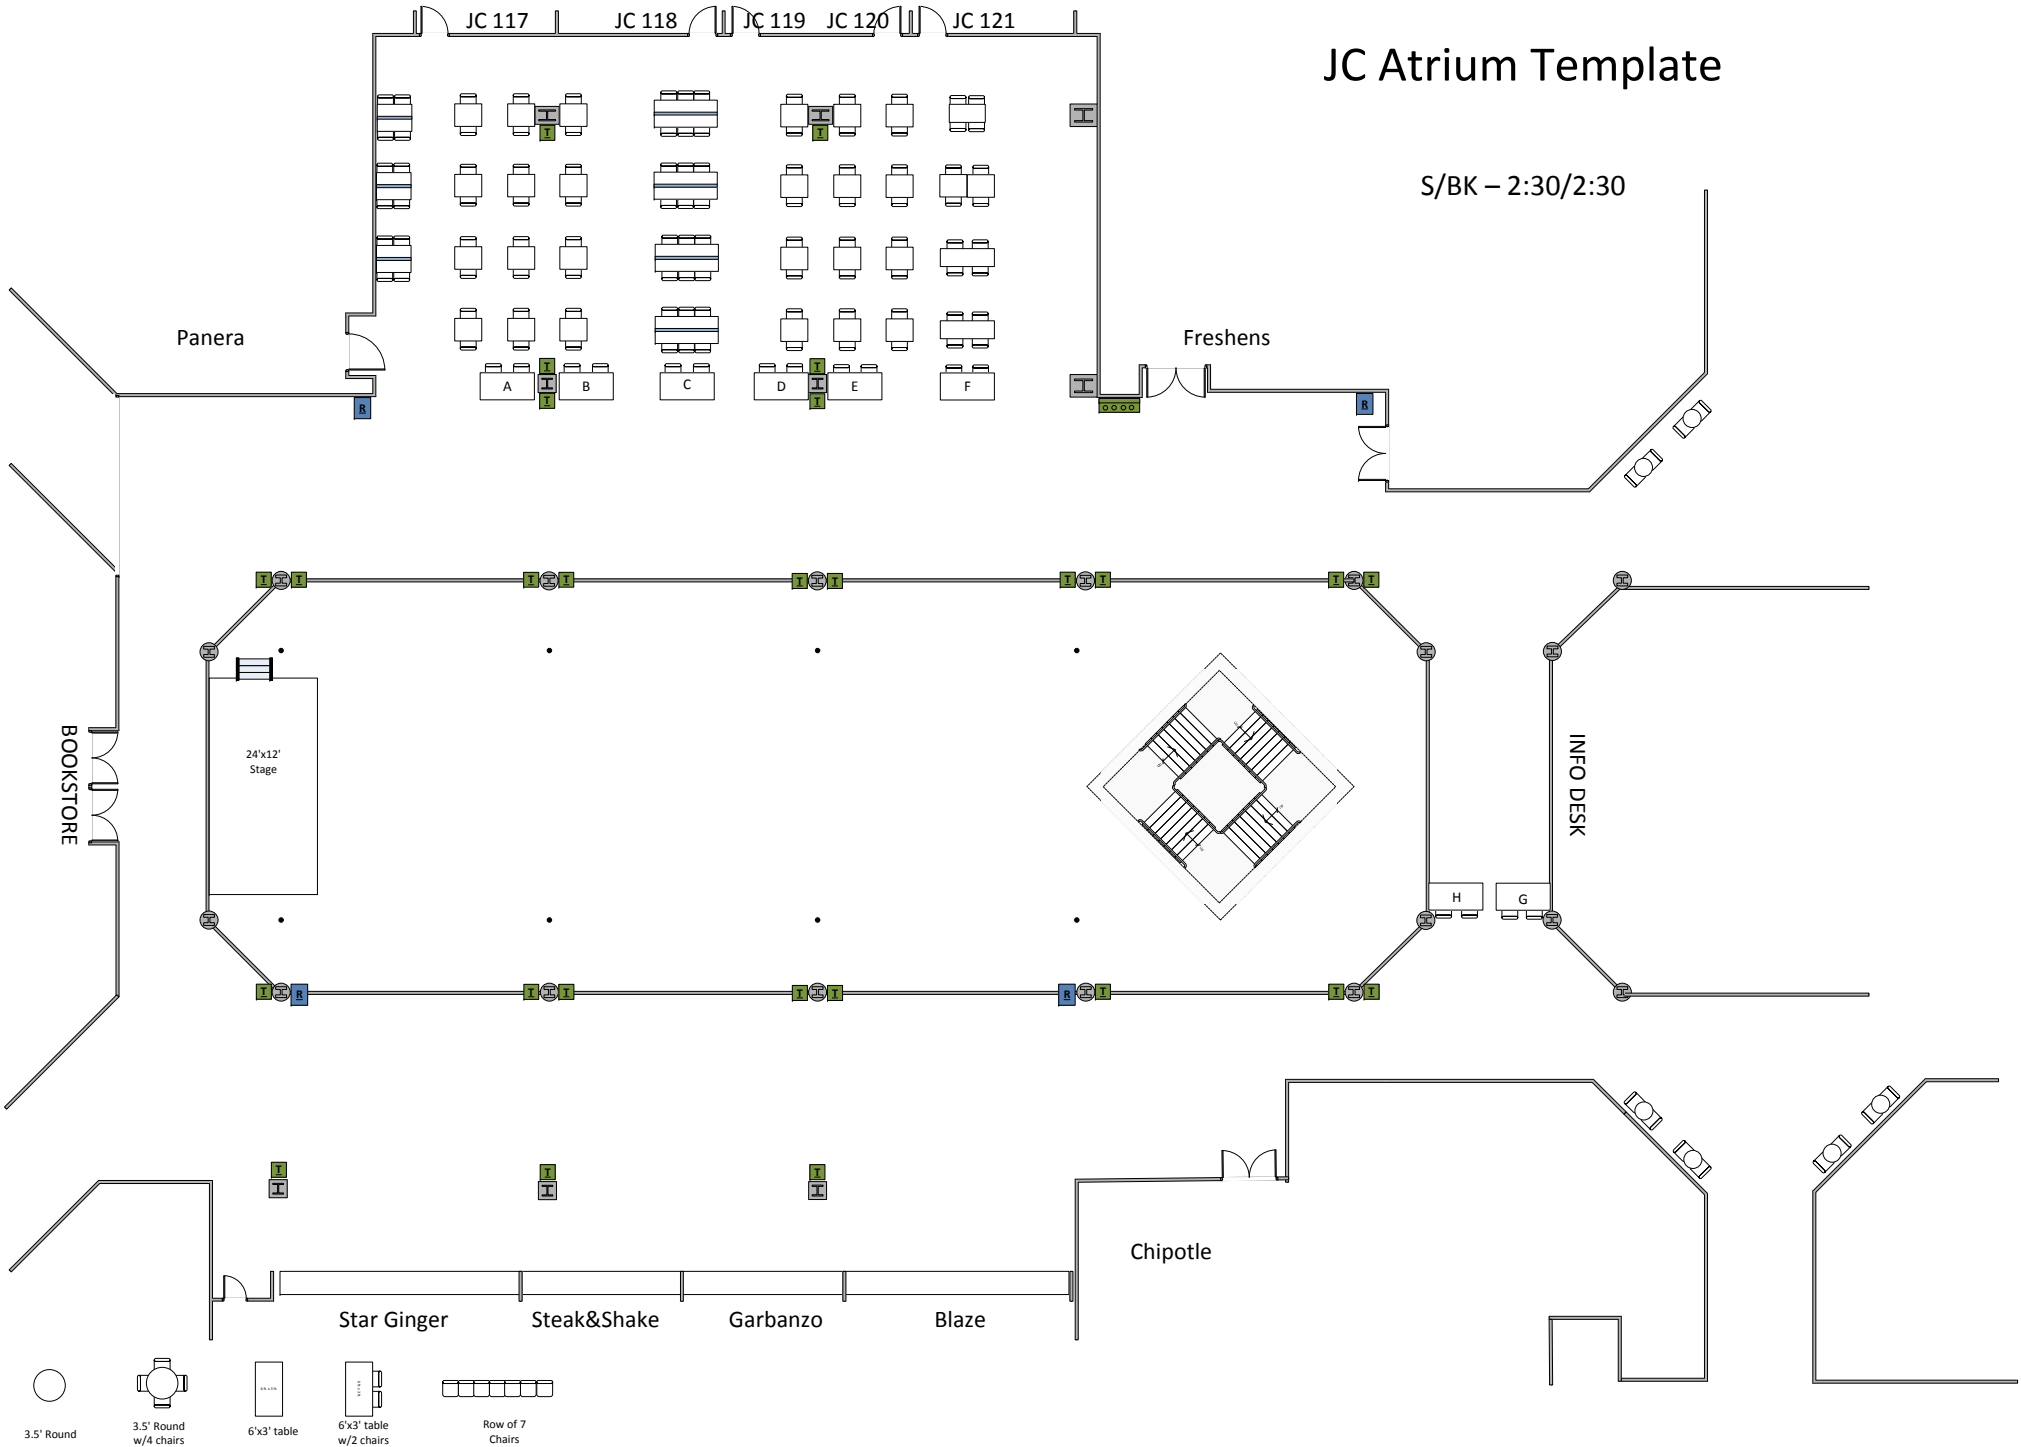 JC 117
JC 118
JC 119
JC 120
JC 121
JC Atrium Template
S/BK – 2:30/2:30
T
T
Panera
Freshens
T
T
A
B
C
D
E
F
T
T
R
R
T
T
T
T
T
T
T
T
T
T
24'x12'
Stage
BOOKSTORE
INFO DESK
H
G
T
R
T
T
T
T
R
T
T
T
T
T
T
Chipotle
Star Ginger
Steak&Shake
Garbanzo
Blaze
3.5' Round
3.5' Round
w/4 chairs
6'x3' table
6'x3' table
w/2 chairs
Row of 7
Chairs